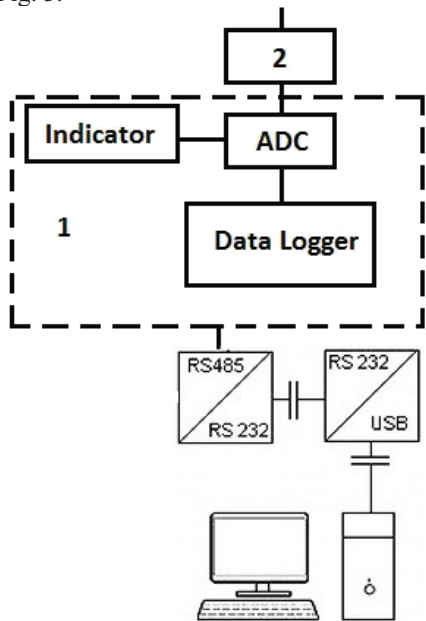 2
Indicator
ADC
1
Data Logger
RS485
RS 232
RS 232
USB